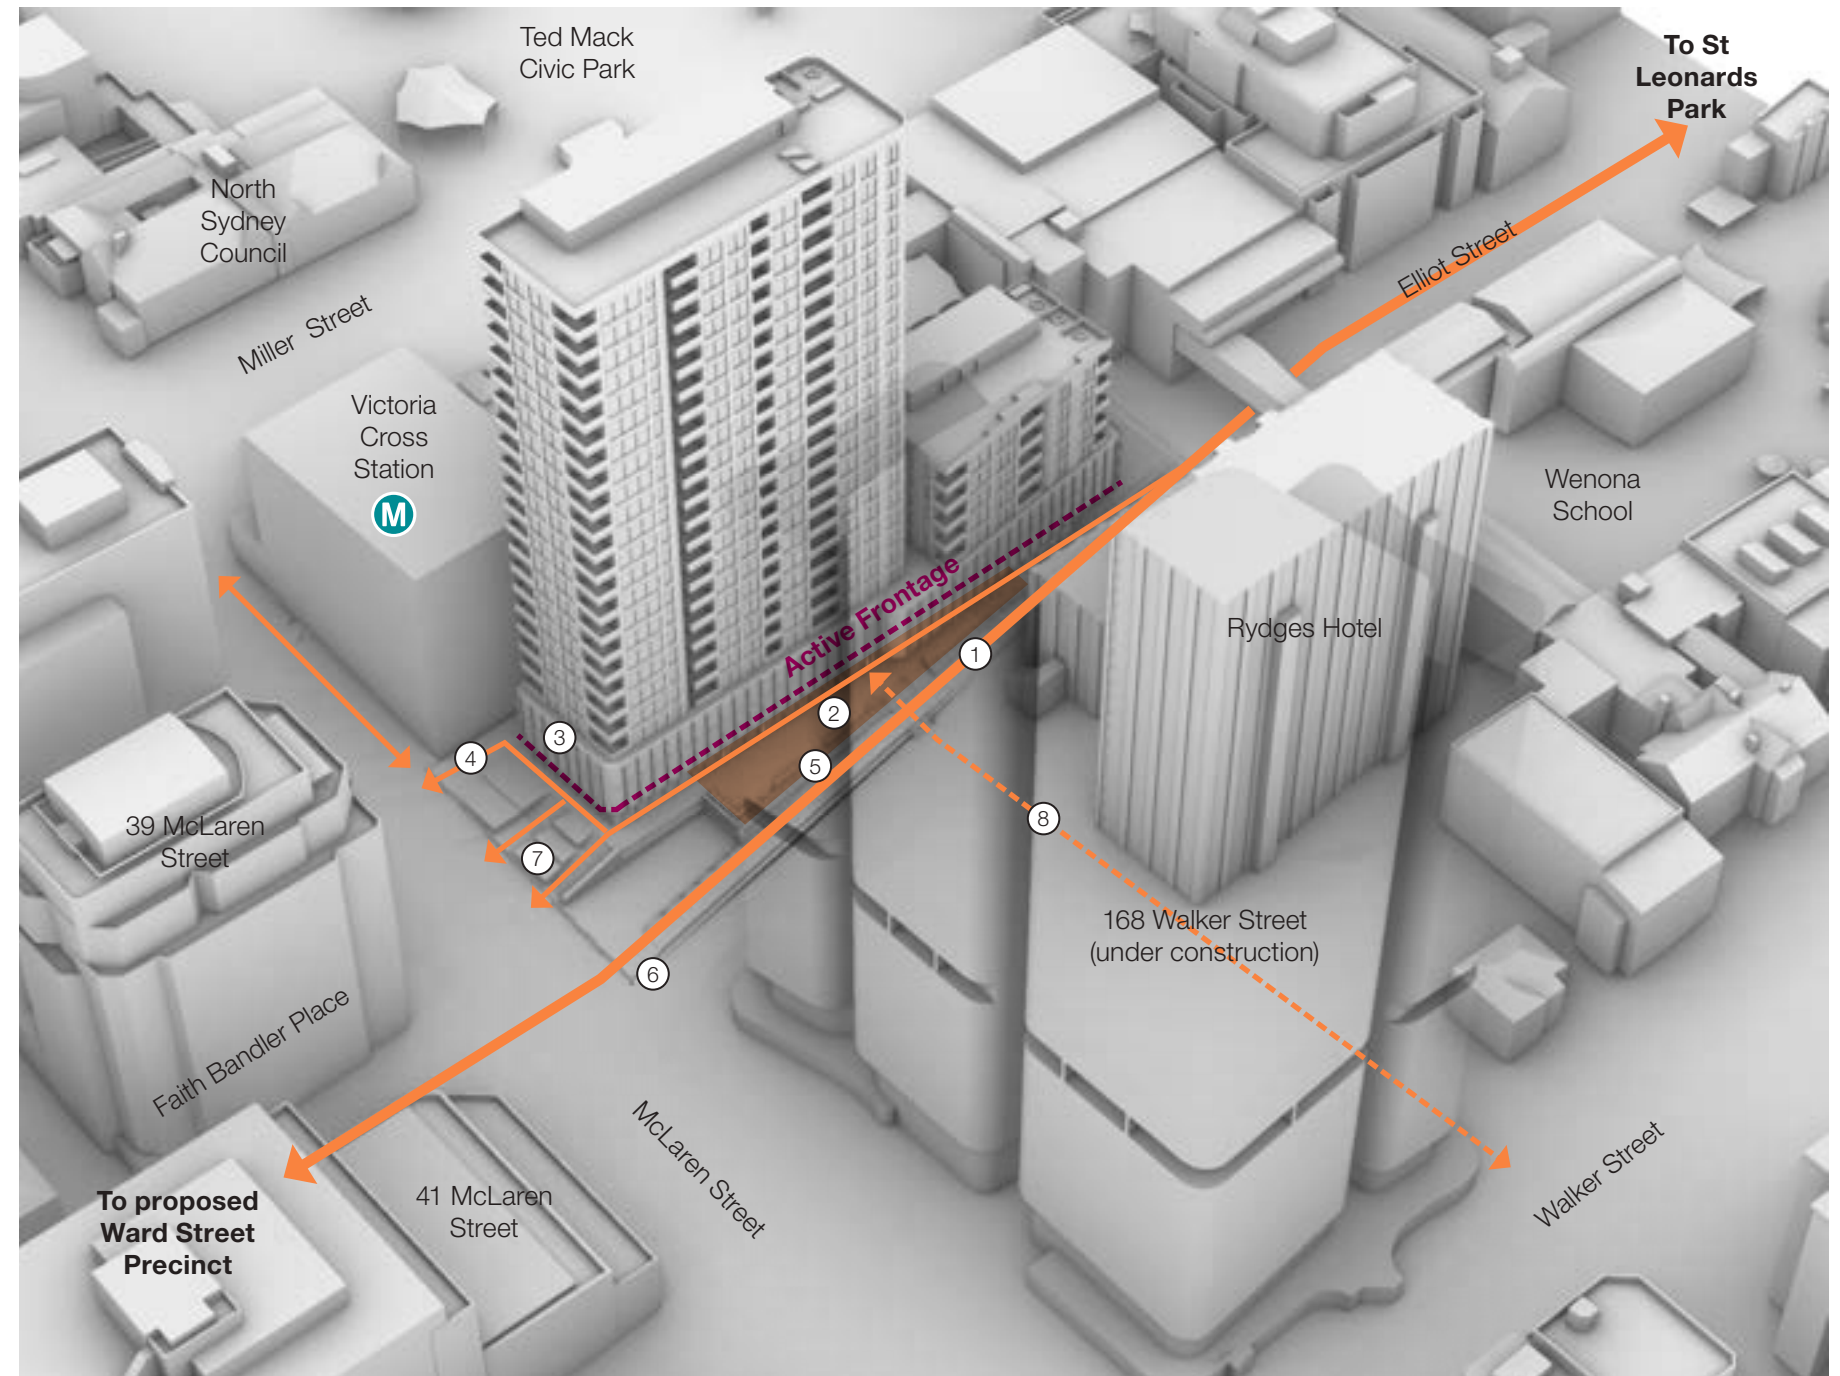 Ted Mack
Civic Park
To St
Leonards
Park
North
Sydney
Council
Elliot Street
Miller Street
Victoria
Cross
Station
M
Wenona
School
Active Frontage
Rydges Hotel
1
2
3
4
5
39 McLaren
Street
7
8
168 Walker Street
(under construction)
6
Faith Bandler Place
McLaren Street
Walker Street
41 McLaren
Street
To proposed
Ward Street
Precinct